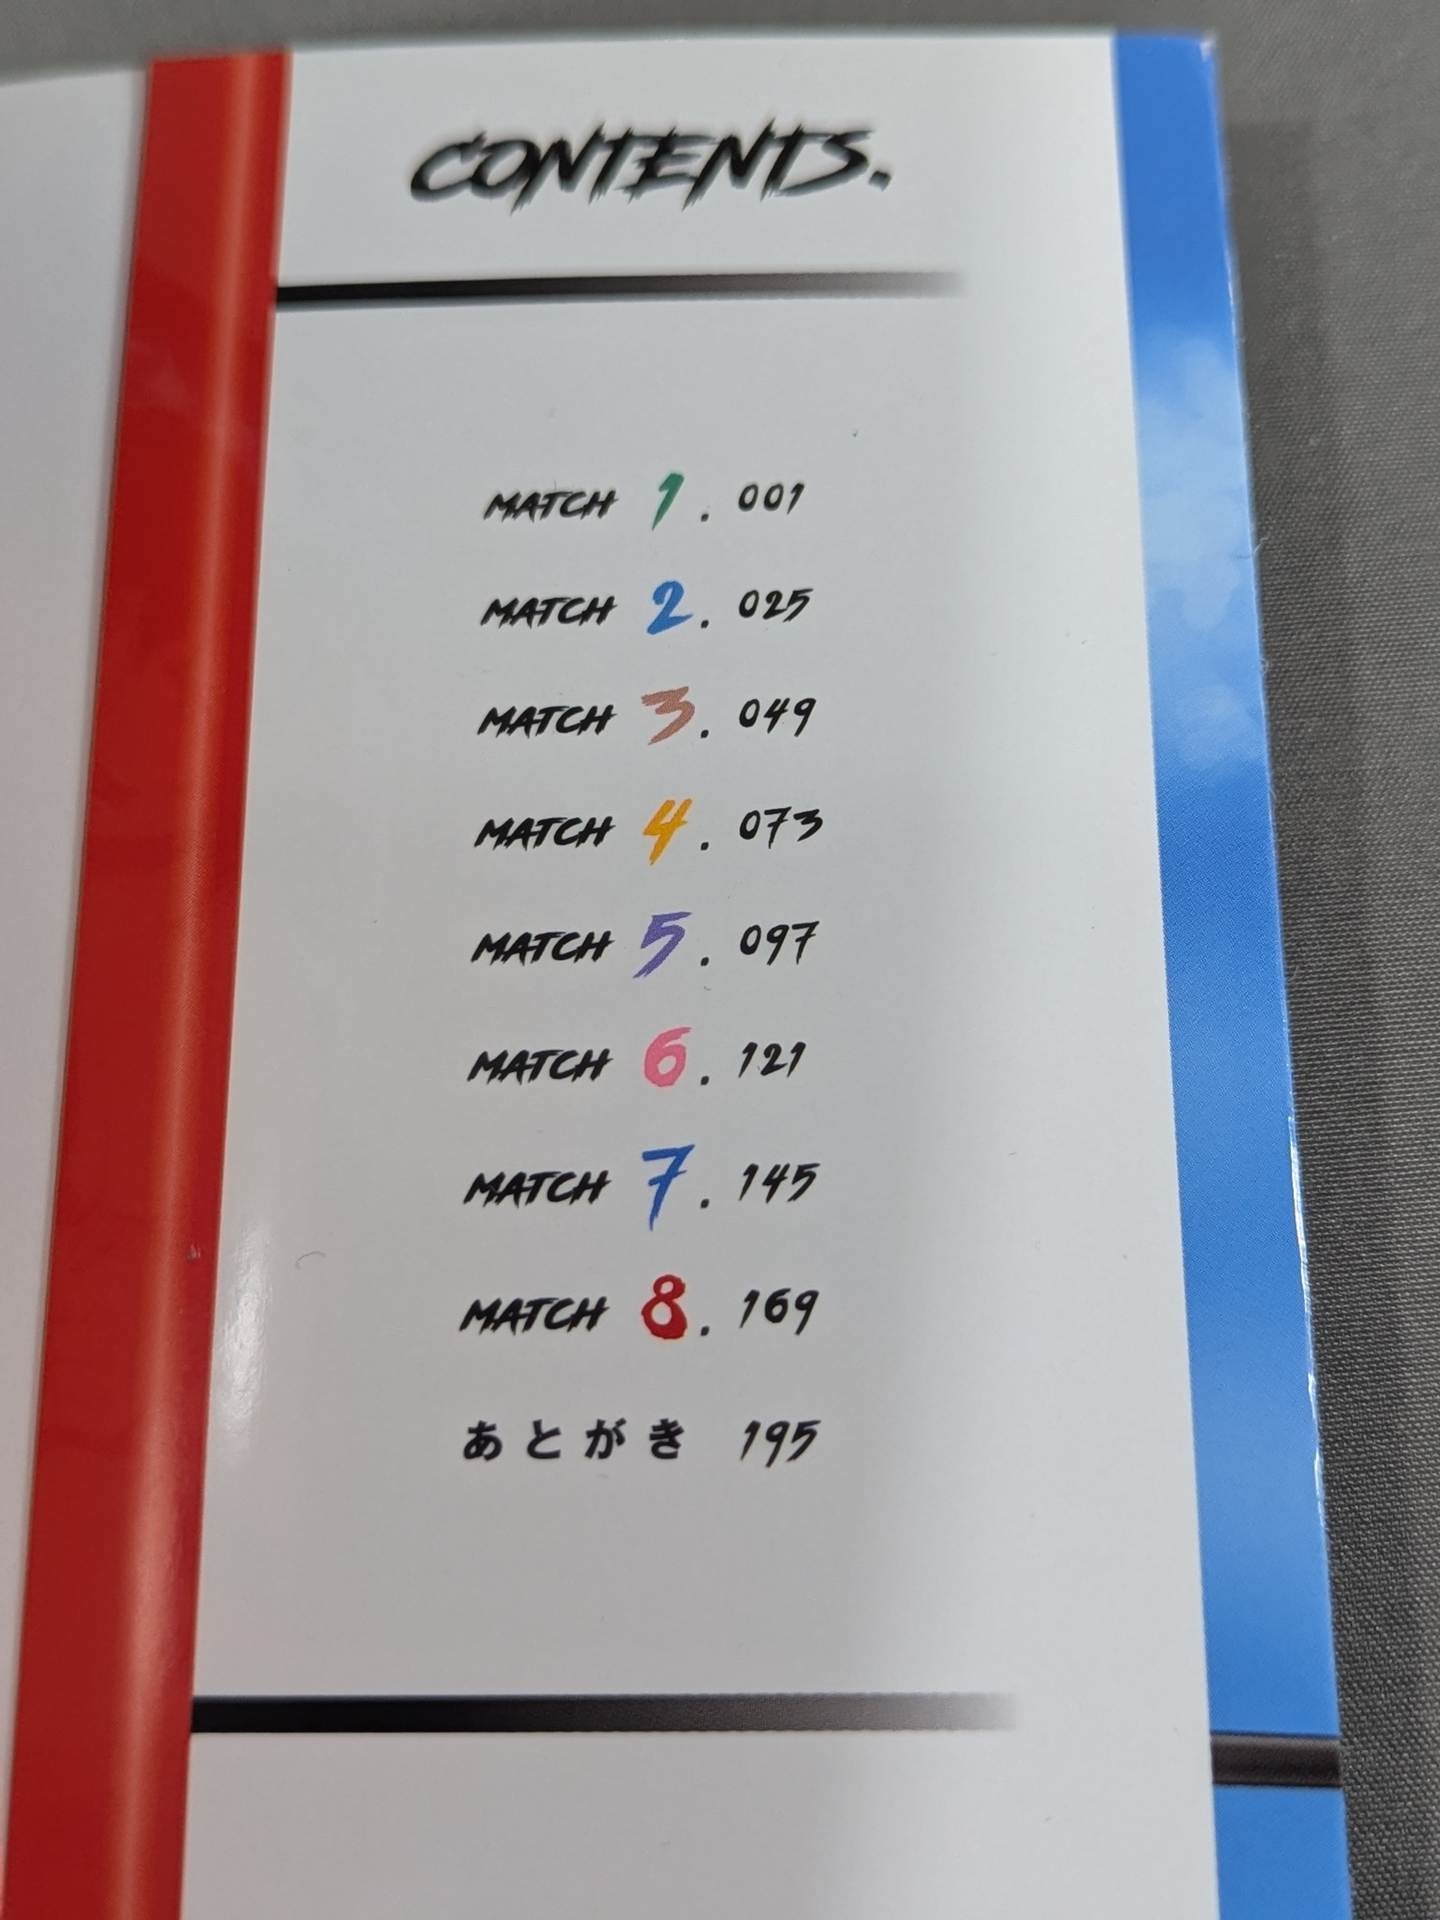 CONTENTS.
MATCH 1. 001
MATCH 2. 025
MATCH 3. 049
MATCH 4. 073
MATCH 5. 097
MATCH 6. 121
MATCH 7. 145
MATCH 8. 169
あとがき 195